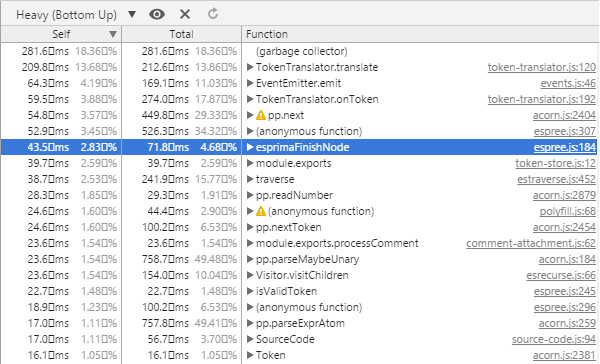 Heavy (Bottom Up) ▼
Self ▼ Total Function
281.6 ms 18.36 % 281.6 ms 18.36 % (garbage collector)
209.8 ms 13.68 % 212.6 ms 13.86 % ▶ TokenTranslator.translate token-translator.js:120
64.3 ms 4.19 % 169.1 ms 11.03 % ▶ EventEmitter.emit events.js:46
59.5 ms 3.88 % 274.0 ms 17.87 % ▶ TokenTranslator.onToken token-translator.js:192
54.8 ms 3.57 % 449.8 ms 29.33 % ▶ pp.next acorn.js:2404
52.9 ms 3.45 % 526.3 ms 34.32 % ▶ (anonymous function) espree.js:307
43.5 ms 2.83 % 71.8 ms 4.68 % ▶ esprimaFinishNode espree.js:184
39.7 ms 2.59 % 39.7 ms 2.59 % ▶ module.exports token-store.js:12
38.7 ms 2.53 % 241.9 ms 15.77 % ▶ traverse estraverse.js:452
28.3 ms 1.85 % 29.3 ms 1.91 % ▶ pp.readNumber acorn.js:2879
24.6 ms 1.60 % 44.4 ms 2.90 % ▶ (anonymous function) polyfill.js:68
24.6 ms 1.60 % 100.2 ms 6.53 % ▶ pp.nextToken acorn.js:2454
23.6 ms 1.54 % 23.6 ms 1.54 % ▶ module.exports.processComment comment-attachment.js:62
23.6 ms 1.54 % 758.7 ms 49.48 % ▶ pp.parseMaybeUnary acorn.js:184
23.6 ms 1.54 % 154.0 ms 10.04 % ▶ Visitor.visitChildren esrecurse.js:66
22.7 ms 1.48 % 22.7 ms 1.48 % ▶ isValidToken espree.js:245
18.9 ms 1.23 % 100.2 ms 6.53 % ▶ (anonymous function) espree.js:296
17.0 ms 1.11 % 757.8 ms 49.41 % ▶ pp.parseExprAtom acorn.js:259
17.0 ms 1.11 % 56.7 ms 3.70 % ▶ SourceCode source-code.js:94
16.1 ms 1.05 % 16.1 ms 1.05 % ▶ Token acorn.js:2381